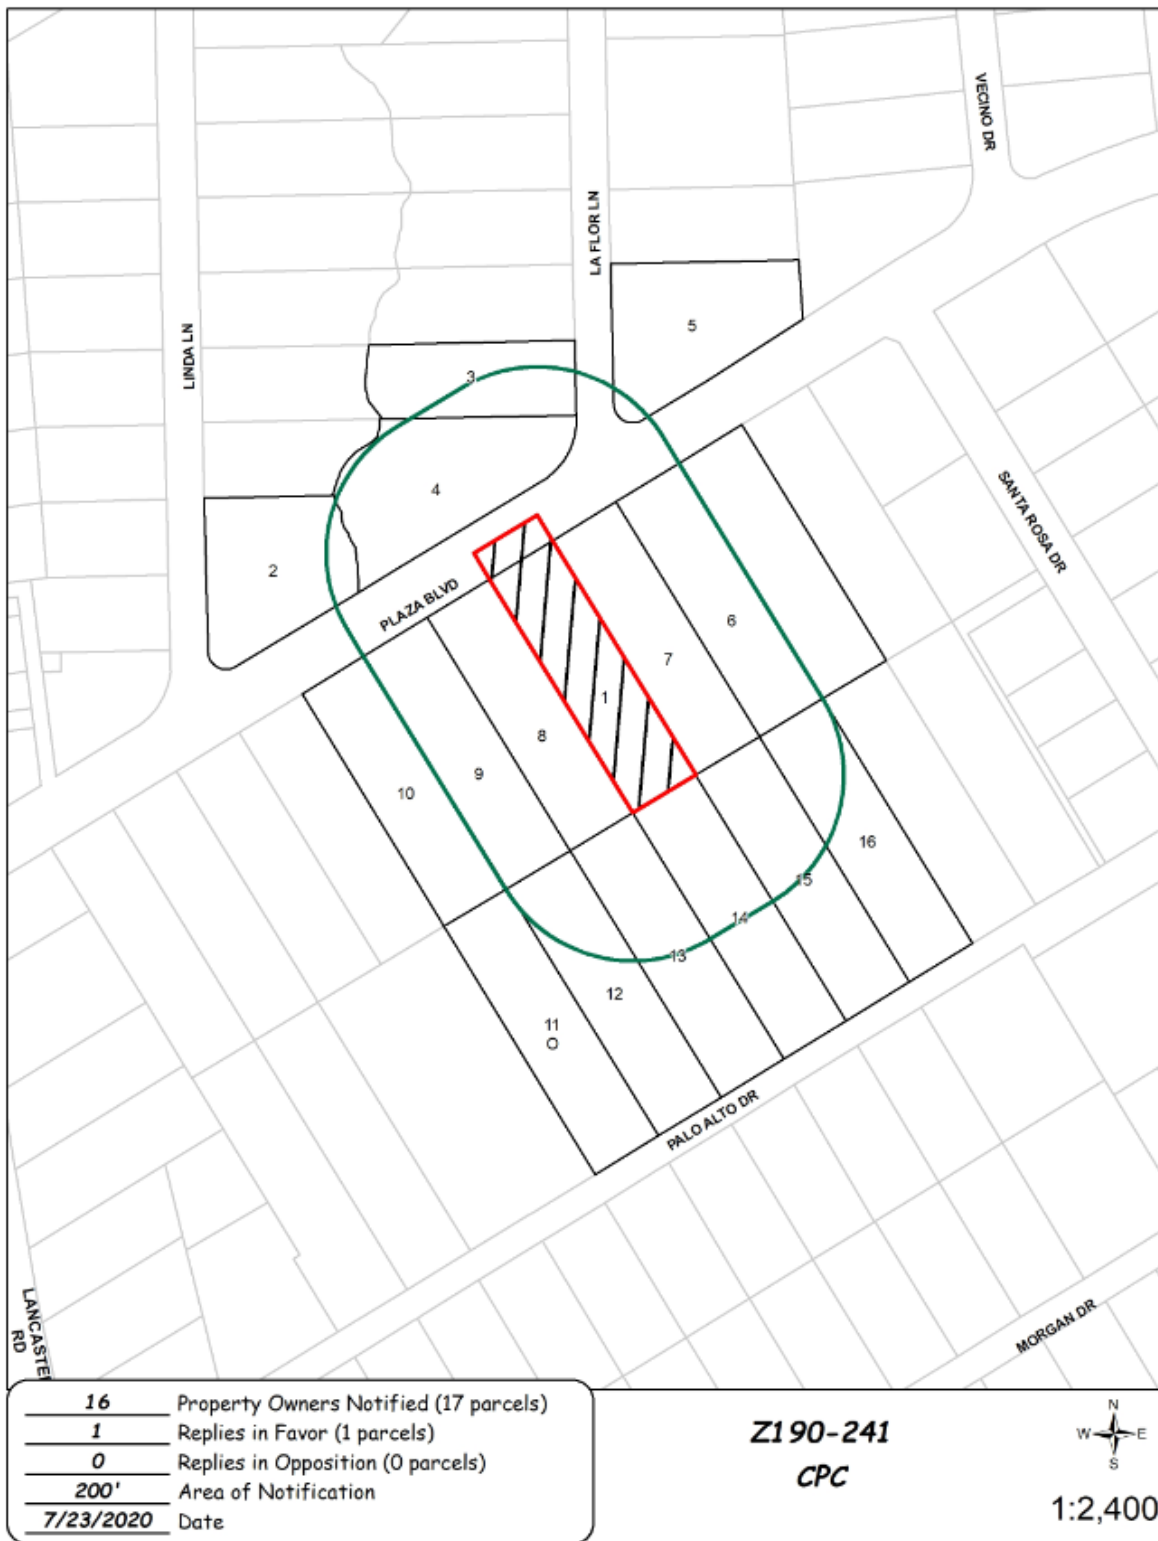 VECINO DR
LA FLOR LN
5
LINDA LN
3
4
SANTA ROSA DR
2
PLAZA BLVD
6
7
1
8
9
10
16
15
14
13
12
11
O
PALO ALTO DR
LANCASTER
RD
MORGAN DR
16 Property Owners Notified (17 parcels)
1 Replies in Favor (1 parcels)
0 Replies in Opposition (0 parcels)
200' Area of Notification
7/23/2020 Date
Z190-241
CPC
N
W E
S
1:2,400